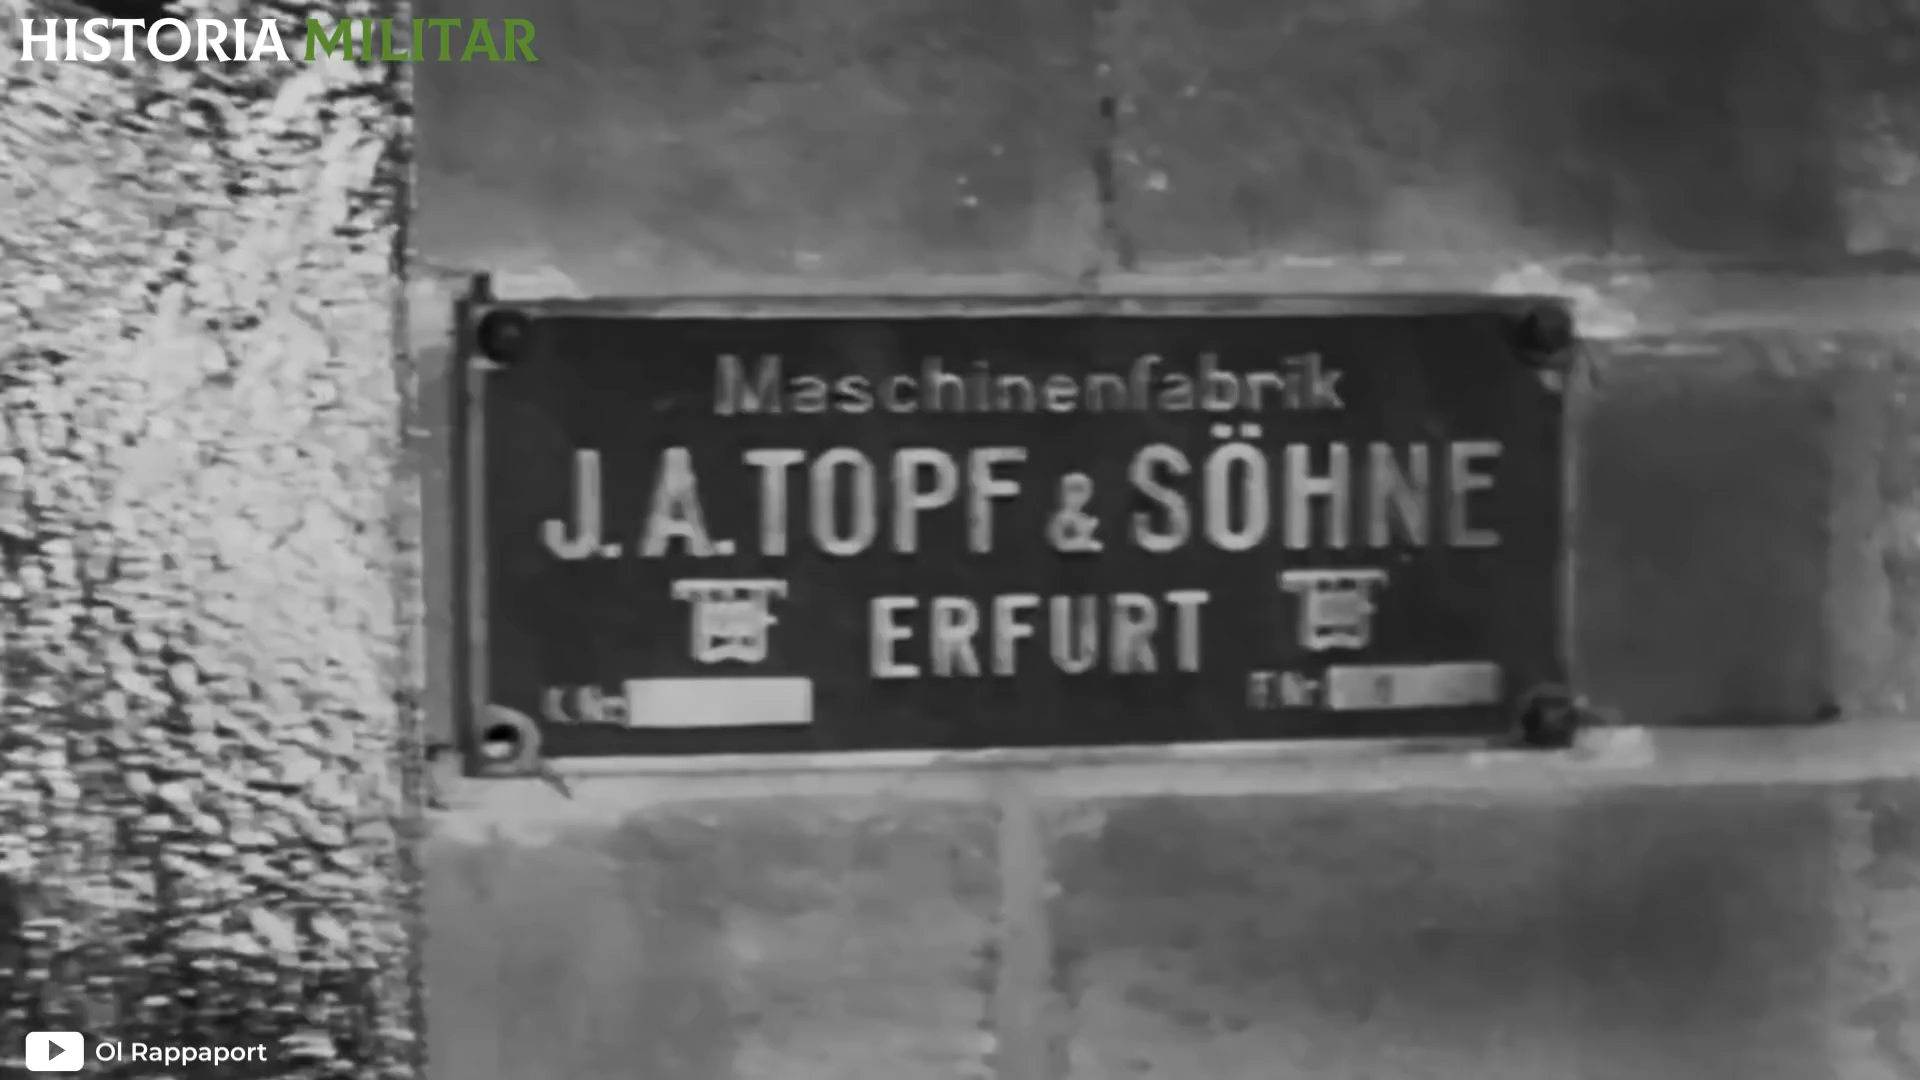 HISTORIA MILITAR
Maschinenfabrik
J.A.TOPF & SÖHNE
ERFURT
Ol Rappaport